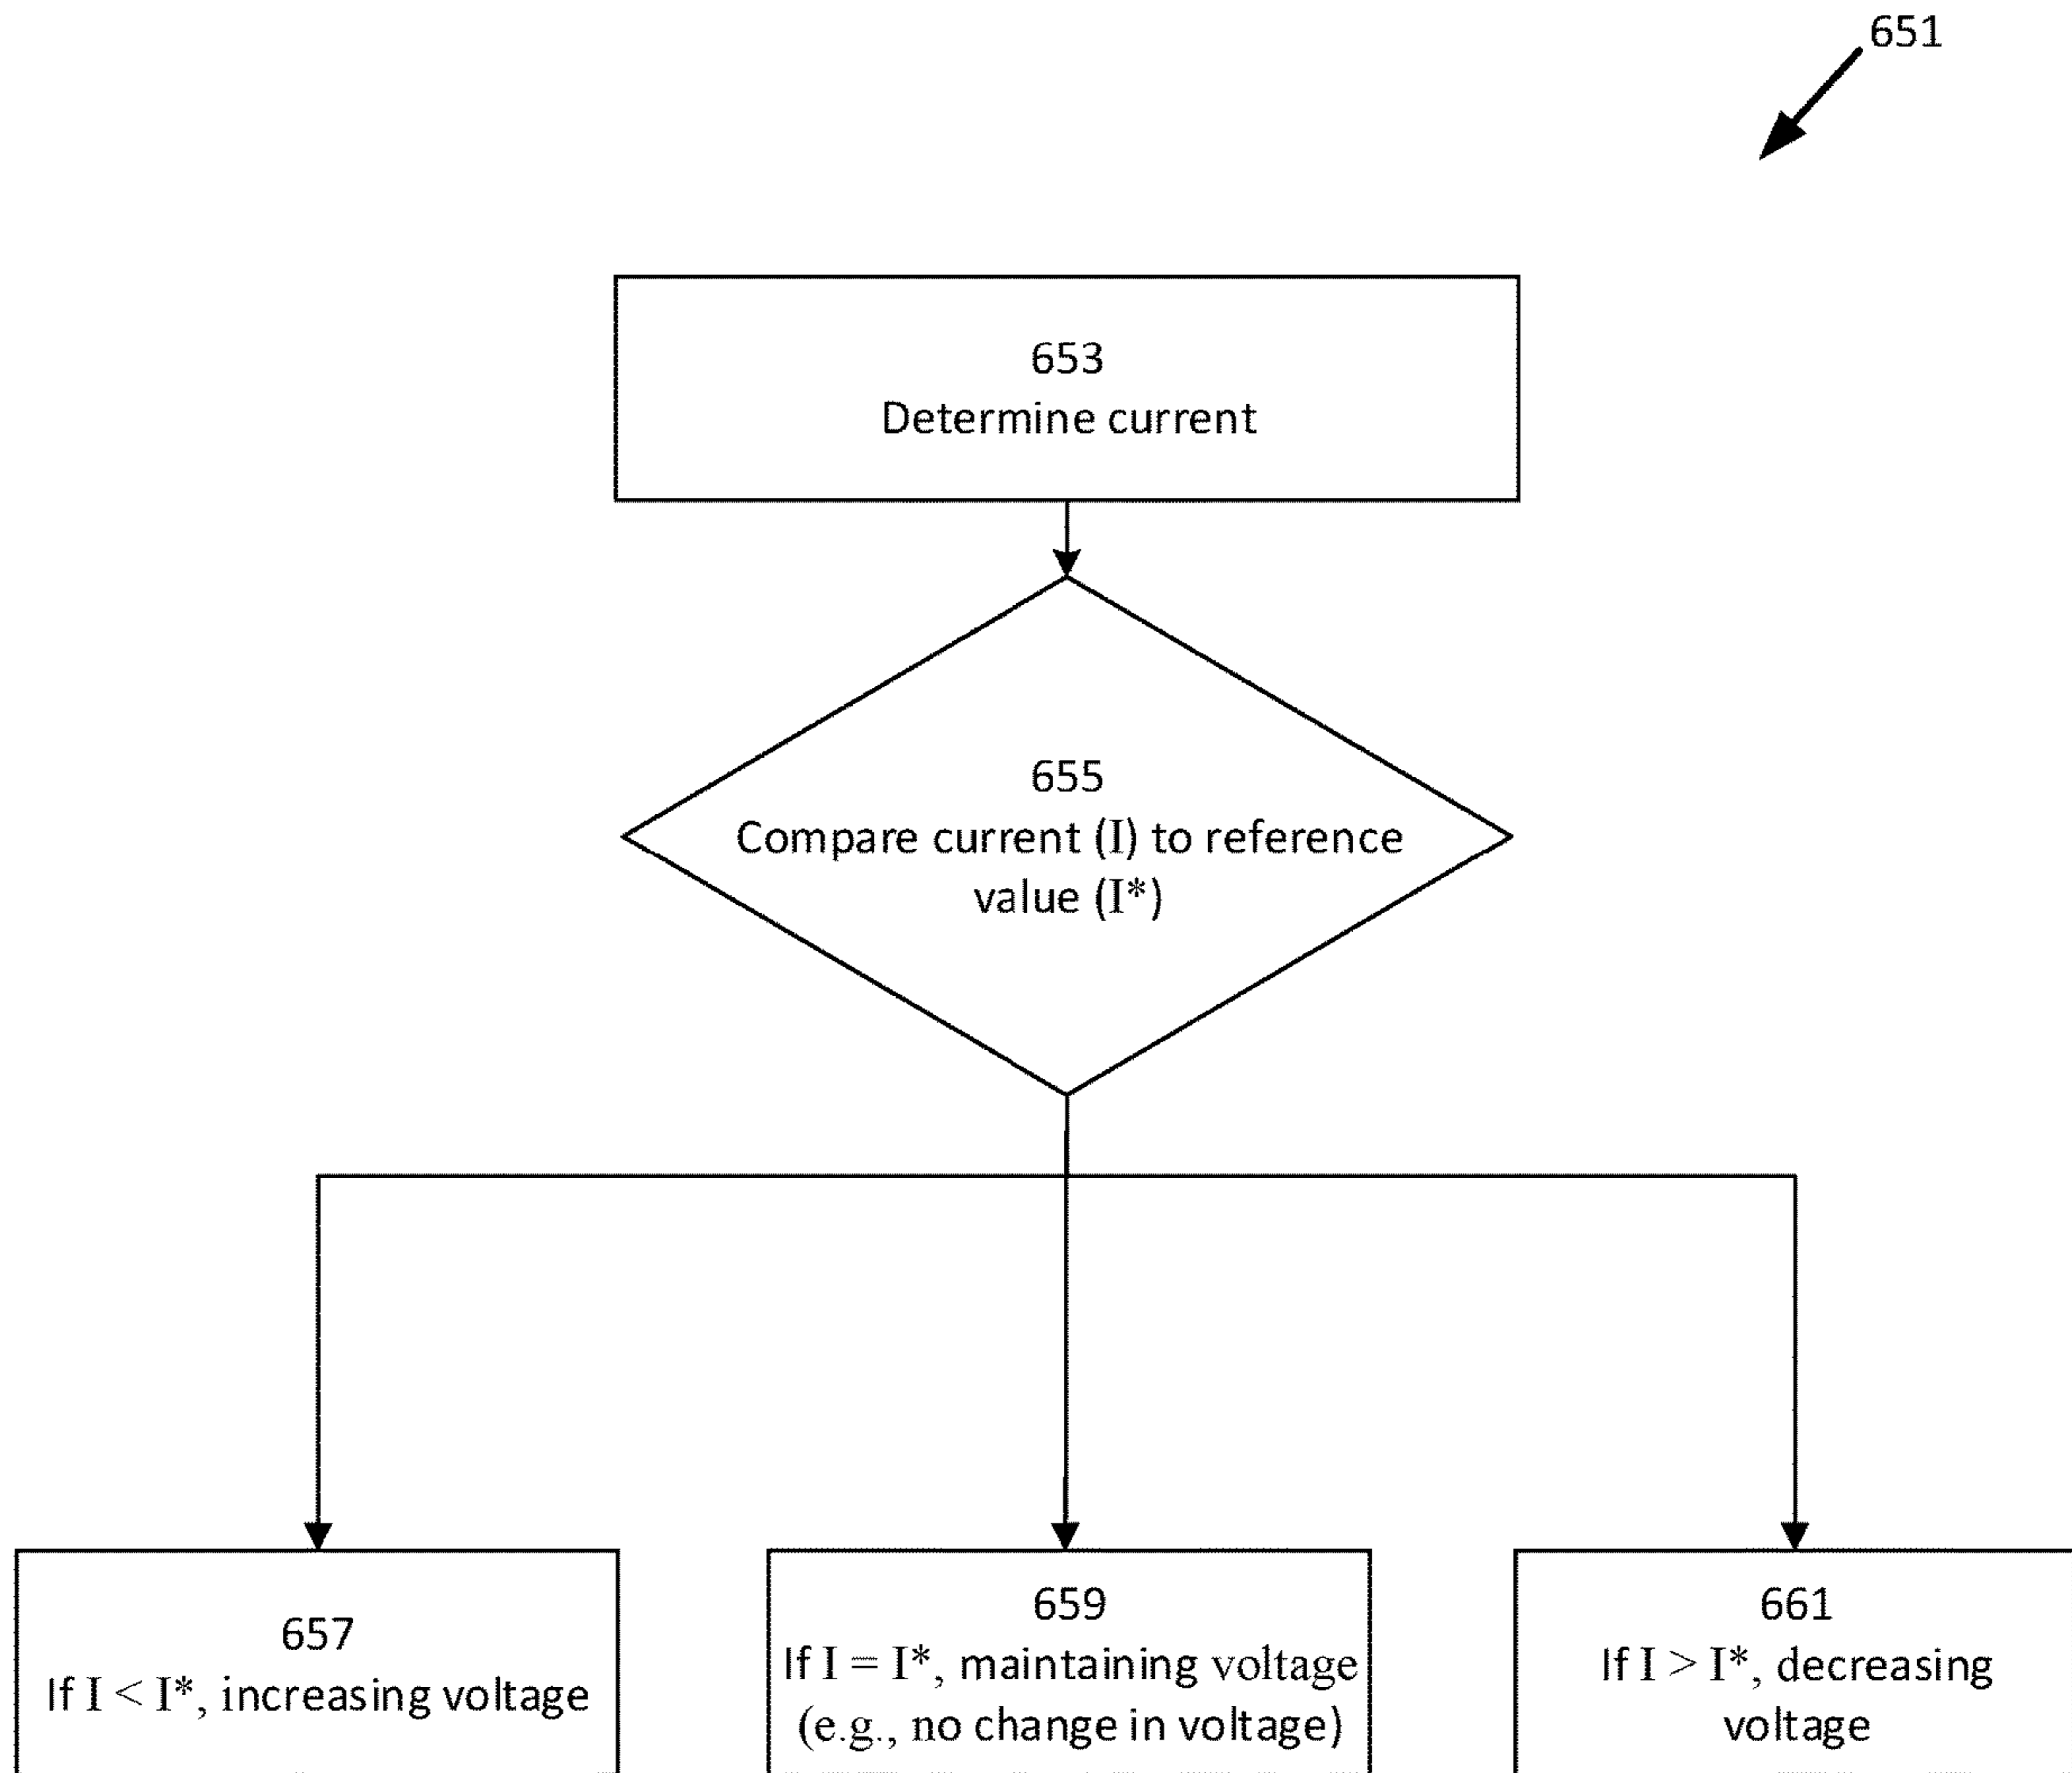 651
653
Determine current
655
Compare current (I) to reference
value (I*)
657
If I < I*, increasing voltage
659
If I = I*, maintaining voltage
(e.g., no change in voltage)
661
If I > I*, decreasing
voltage